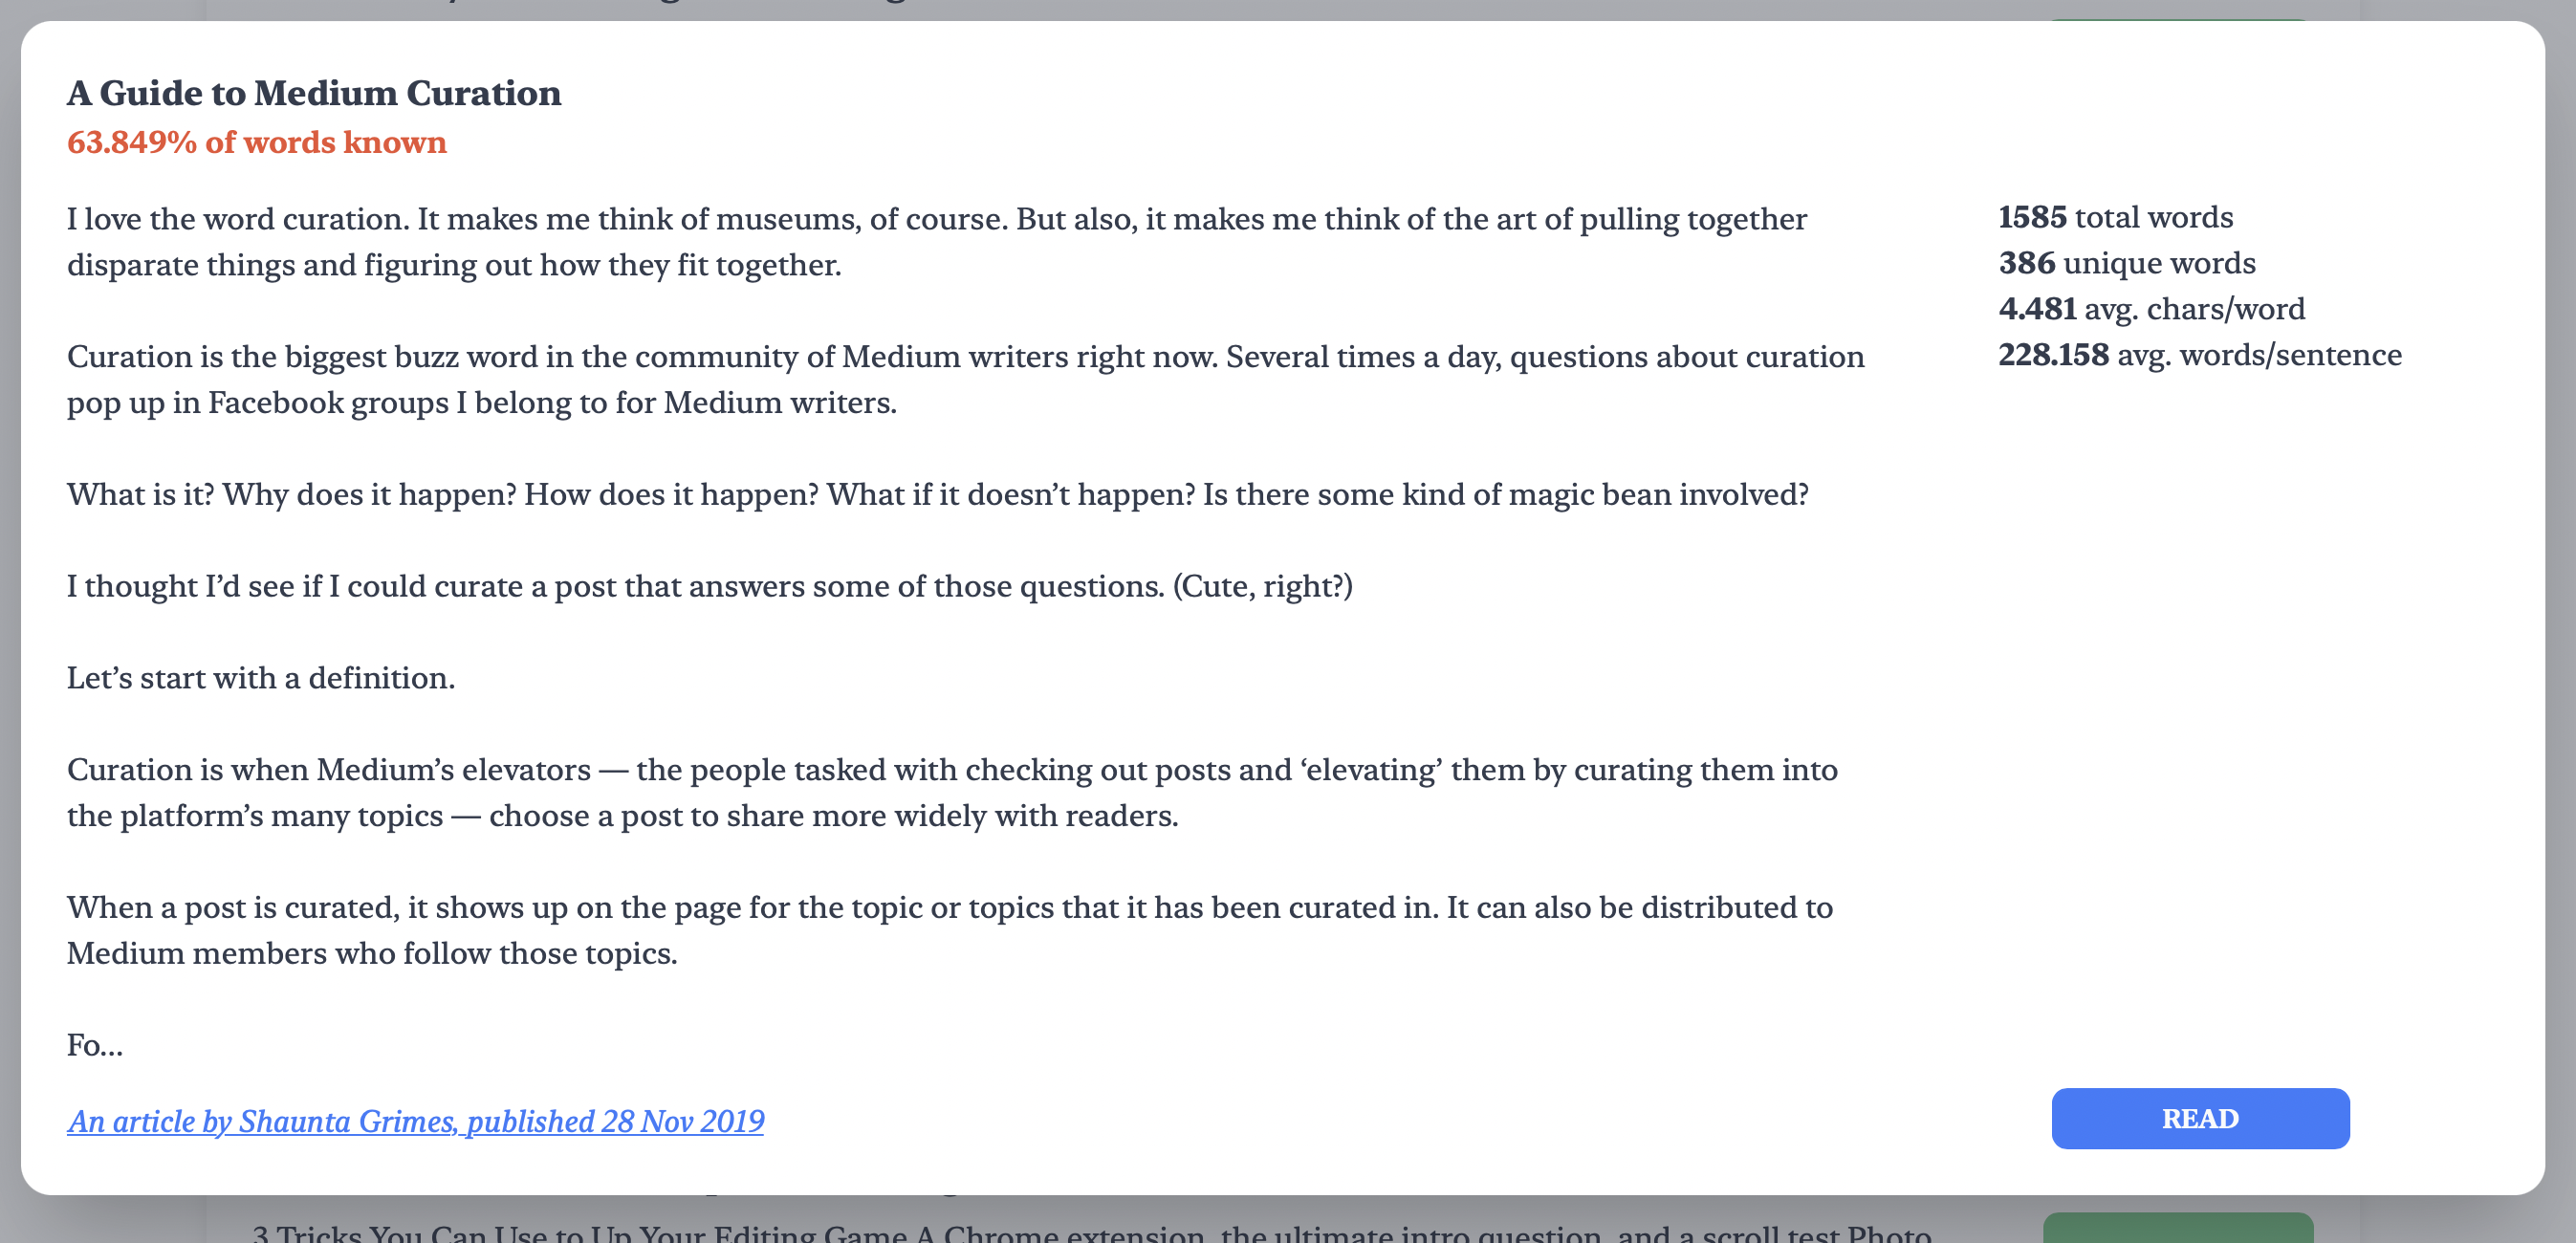 A Guide to Medium Curation
63.849% of words known
I love the word curation. It makes me think of museums, of course. But also, it makes me think of the art of pulling together
disparate things and figuring out how they fit together.
Curation is the biggest buzz word in the community of Medium writers right now. Several times a day, questions about curation
pop up in Facebook groups I belong to for Medium writers.
What is it? Why does it happen? How does it happen? What if it doesn’t happen? Is there some kind of magic bean involved?
I thought I’d see if I could curate a post that answers some of those questions. (Cute, right?)
Let’s start with a definition.
Curation is when Medium’s elevators — the people tasked with checking out posts and ‘elevating’ them by curating them into
the platform’s many topics — choose a post to share more widely with readers.
When a post is curated, it shows up on the page for the topic or topics that it has been curated in. It can also be distributed to
Medium members who follow those topics.
Fo...
1585 total words
386 unique words
4.481 avg. chars/word
228.158 avg. words/sentence
An article by Shaunta Grimes, published 28 Nov 2019
READ
3 Tricks You Can Use to Up Your Editing Game A Chrome extension, the ultimate intro question, and a scroll test Photo